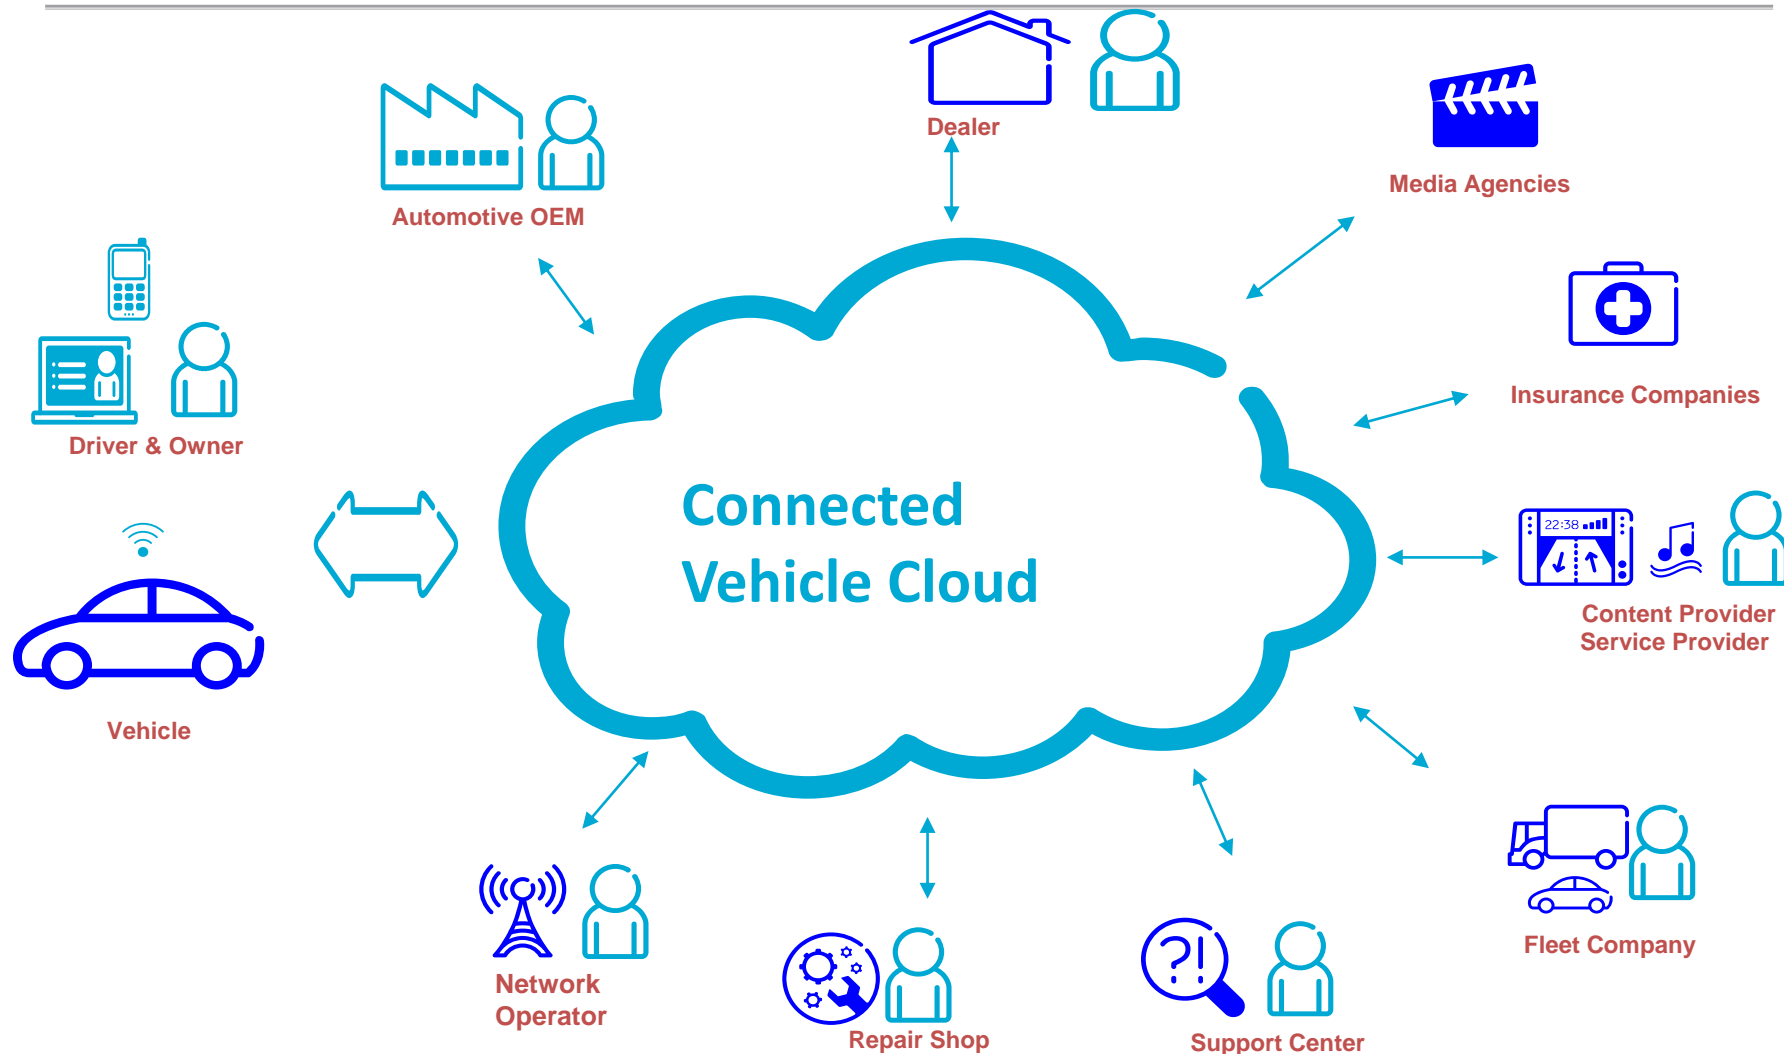 Dealer
Media Agencies
Automotive OEM
Insurance Companies
Driver & Owner
Connected
Vehicle Cloud
22:38
Content Provider
Service Provider
Vehicle
?!
Fleet Company
Network
Operator
Repair Shop
Support Center